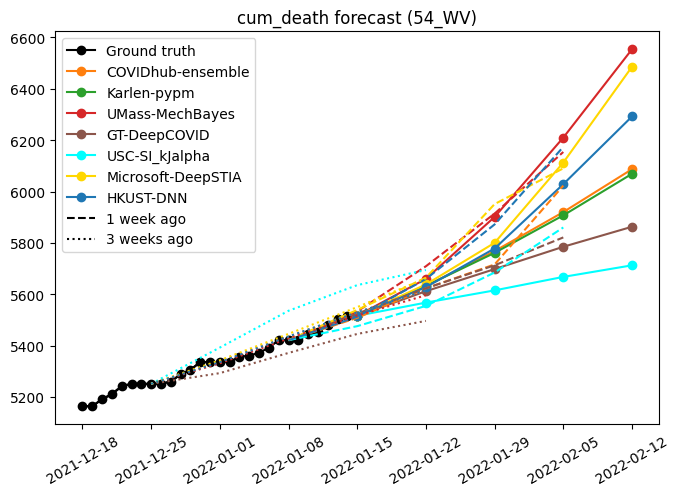 cum_death forecast (54_WV)
6600
6400
6200
6000
5800
5600
5400
5200
Ground truth
COVIDhub-ensemble
Karlen-pypm
UMass-MechBayes
GT-DeepCOVID
USC-SI_kJalpha
Microsoft-DeepSTIA
HKUST-DNN
1 week ago
3 weeks ago
2021-12-18
2021-12-25
2022-01-01
2022-01-08
2022-01-15
2022-01-22
2022-01-29
2022-02-05
2022-02-12